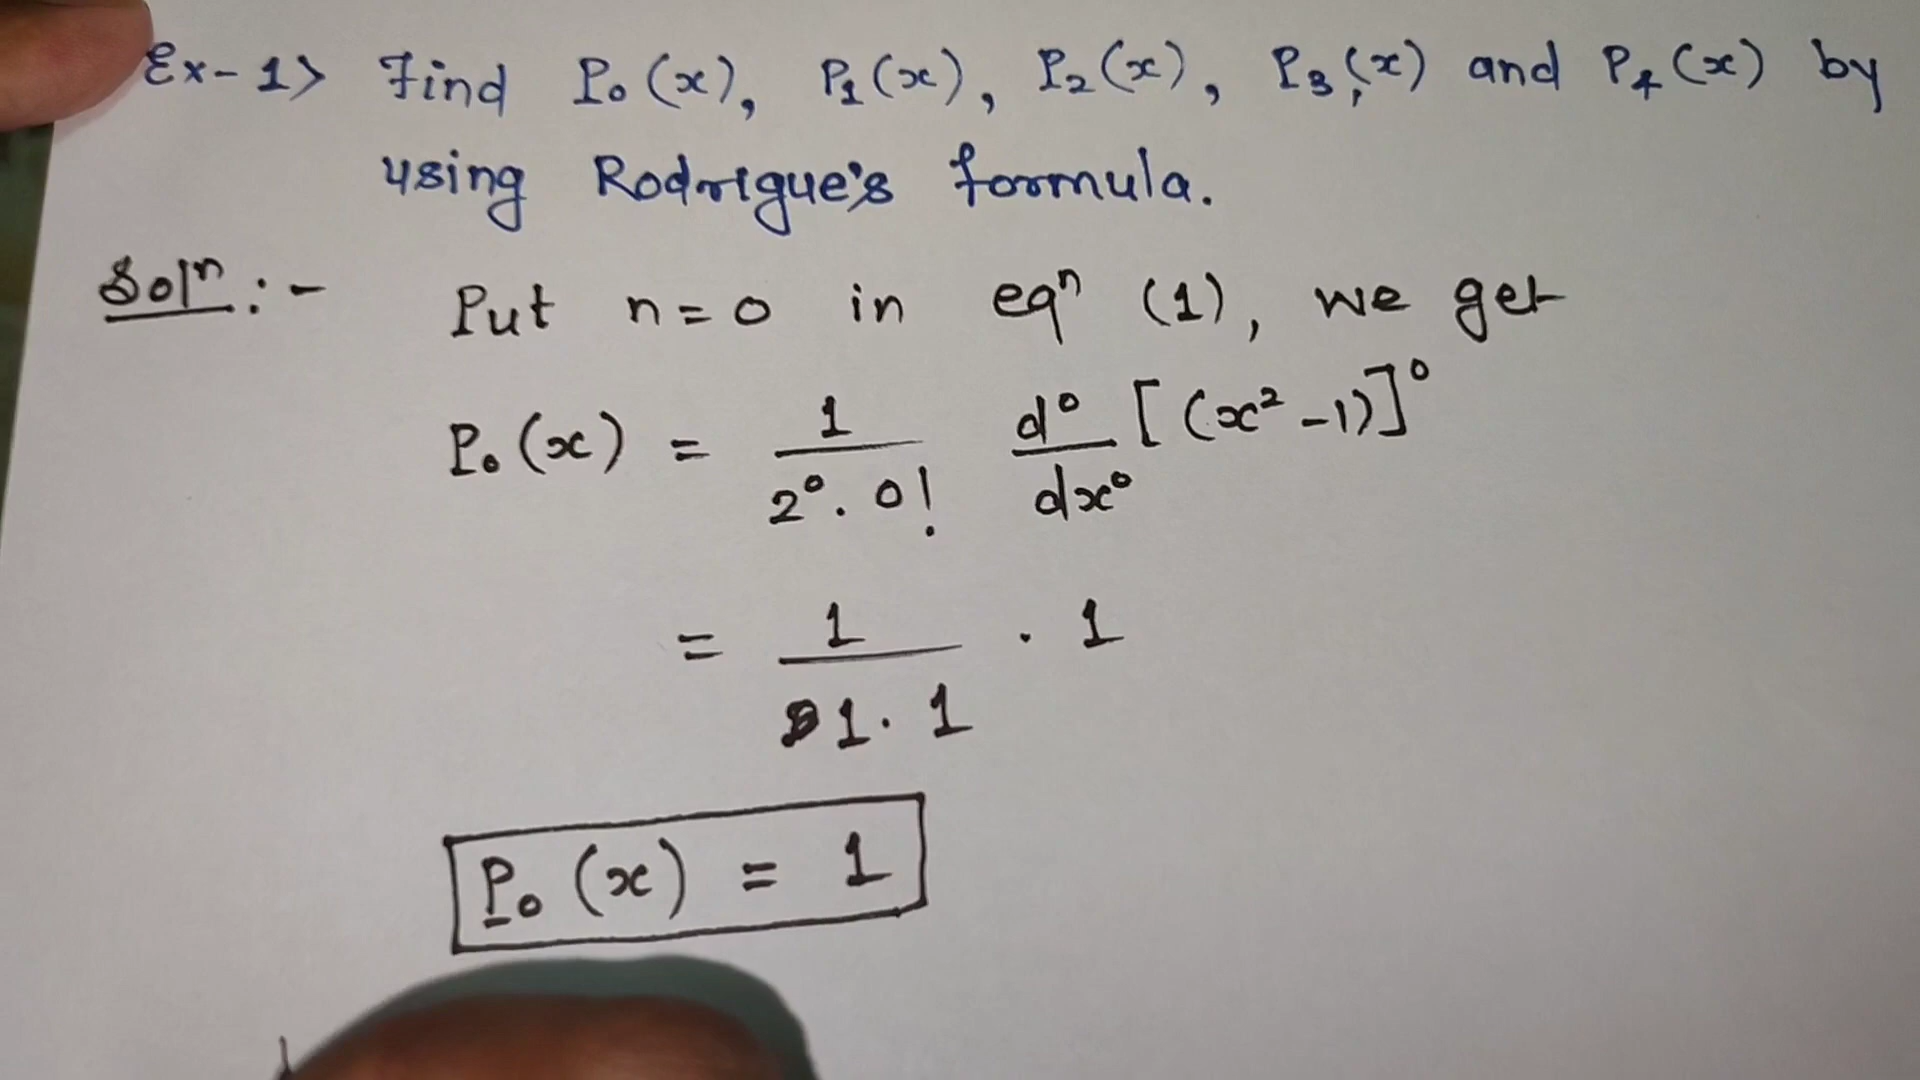 Ex-1> Find P₀(x), P₁(x), P₂(x), P₃(x) and P₄(x) by
using Rodrigue's formula.
Solⁿ:- Put n=0 in eqⁿ (1), we get
P₀(x) = 1/(2⁰. 0!) d⁰/dx⁰ [(x²-1)]⁰
= 1/(1. 1) . 1
P₀(x) = 1